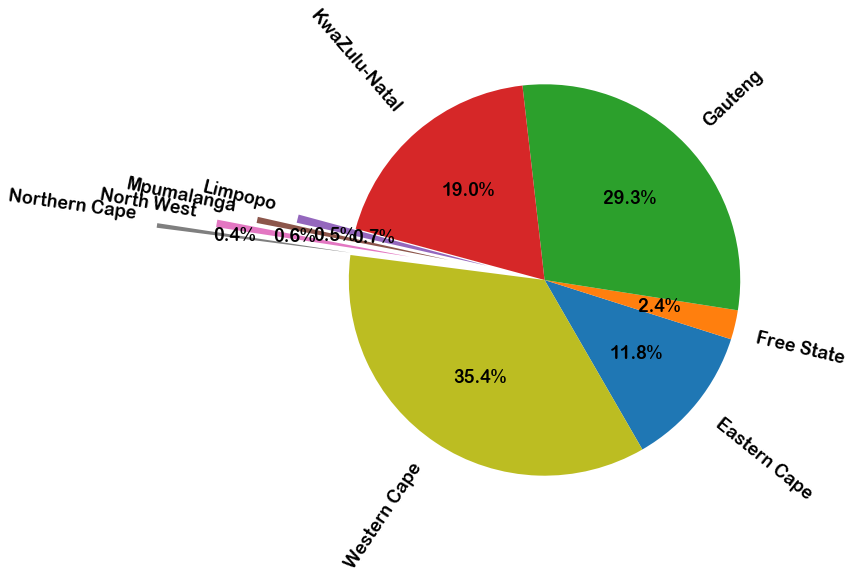 KwaZulu-Natal
Gauteng
19.0%
29.3%
Limpopo
Mpumalanga
North West
Northern Cape
0.4%
0.6%
0.5%
0.7%
2.4%
Free State
11.8%
35.4%
Eastern Cape
Western Cape